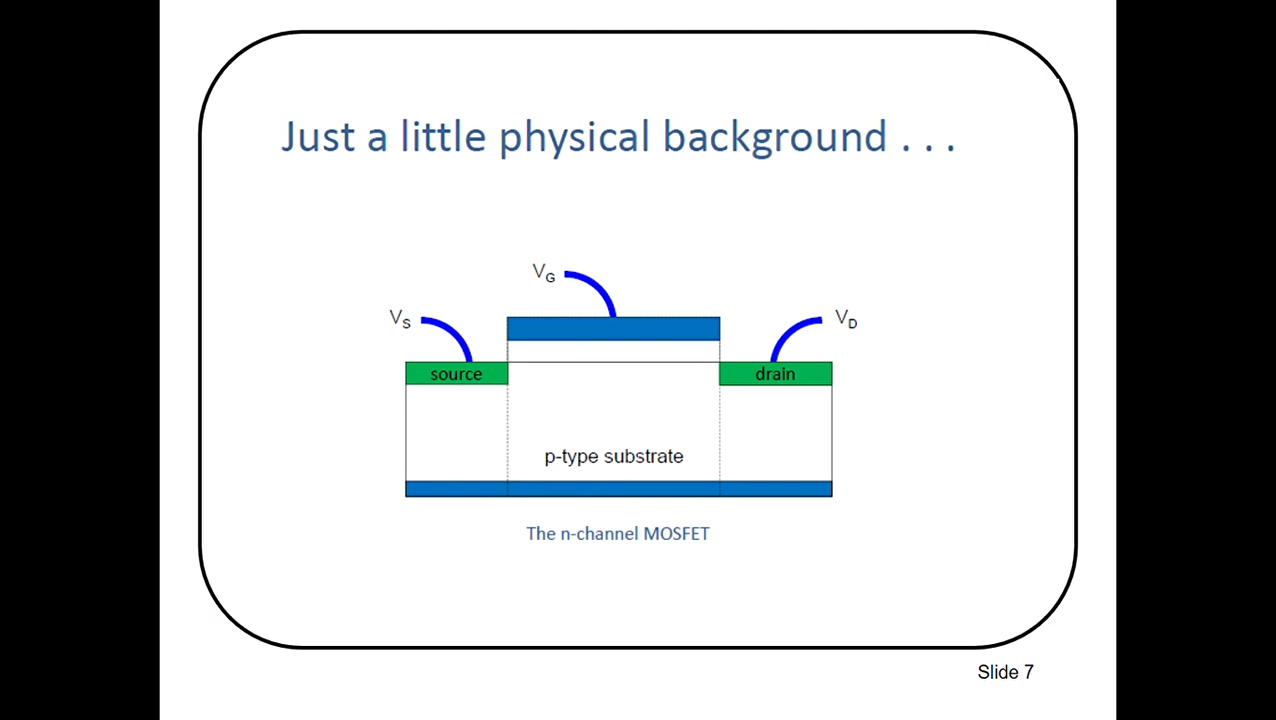 Just a little physical background . . .
V_G
V_S
V_D
source
drain
p-type substrate
The n-channel MOSFET
Slide 7